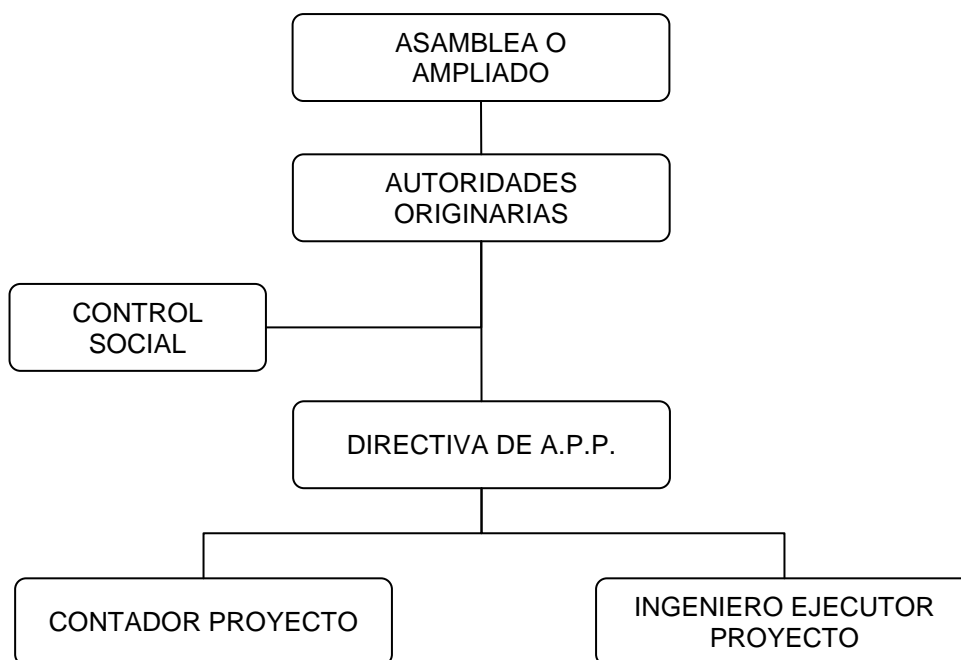 ASAMBLEA O
AMPLIADO
AUTORIDADES
ORIGINARIAS
CONTROL
SOCIAL
DIRECTIVA DE A.P.P.
CONTADOR PROYECTO
INGENIERO EJECUTOR
PROYECTO